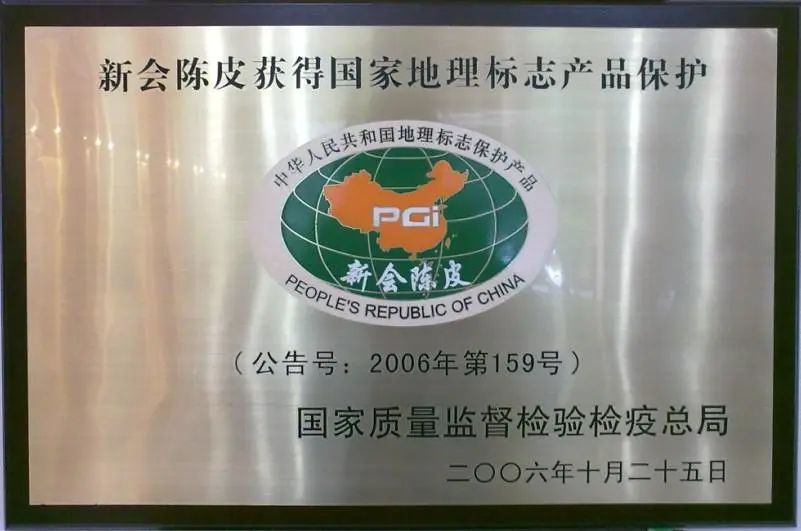 新会陈皮获得国家地理标志产品保护
中华人民共和国地理标志保护产品
PGi
新会陈皮
PEOPLE'S REPUBLIC OF CHINA
（公告号：2006年第159号）
国家质量监督检验检疫总局
二〇〇六年十月二十五日